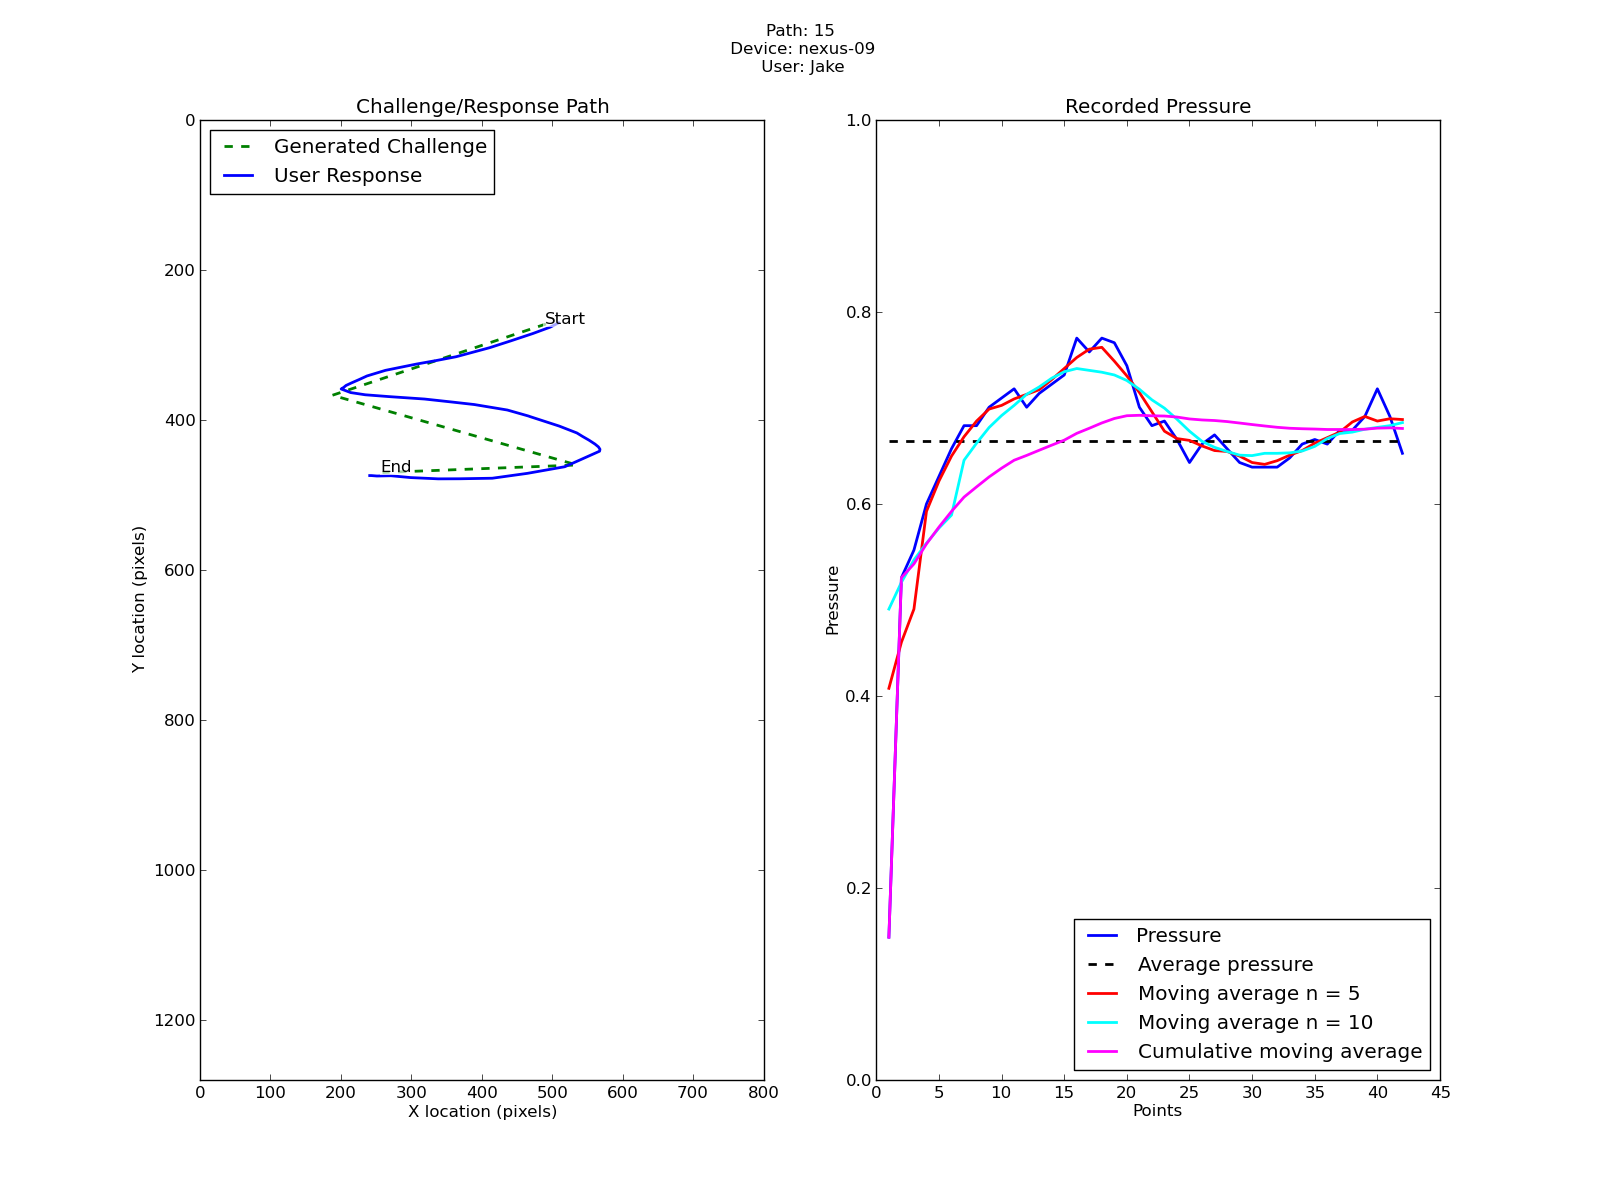 Path: 15
Device: nexus-09
User: Jake
Challenge/Response Path
0
200
400
600
800
1000
1200
Y location (pixels)
Generated Challenge
User Response
Start
End
0 100 200 300 400 500 600 700 800
X location (pixels)
Recorded Pressure
1.0
0.8
0.6
0.4
0.2
0.0
Pressure
Pressure
Average pressure
Moving average n = 5
Moving average n = 10
Cumulative moving average
0 5 10 15 20 25 30 35 40 45
Points